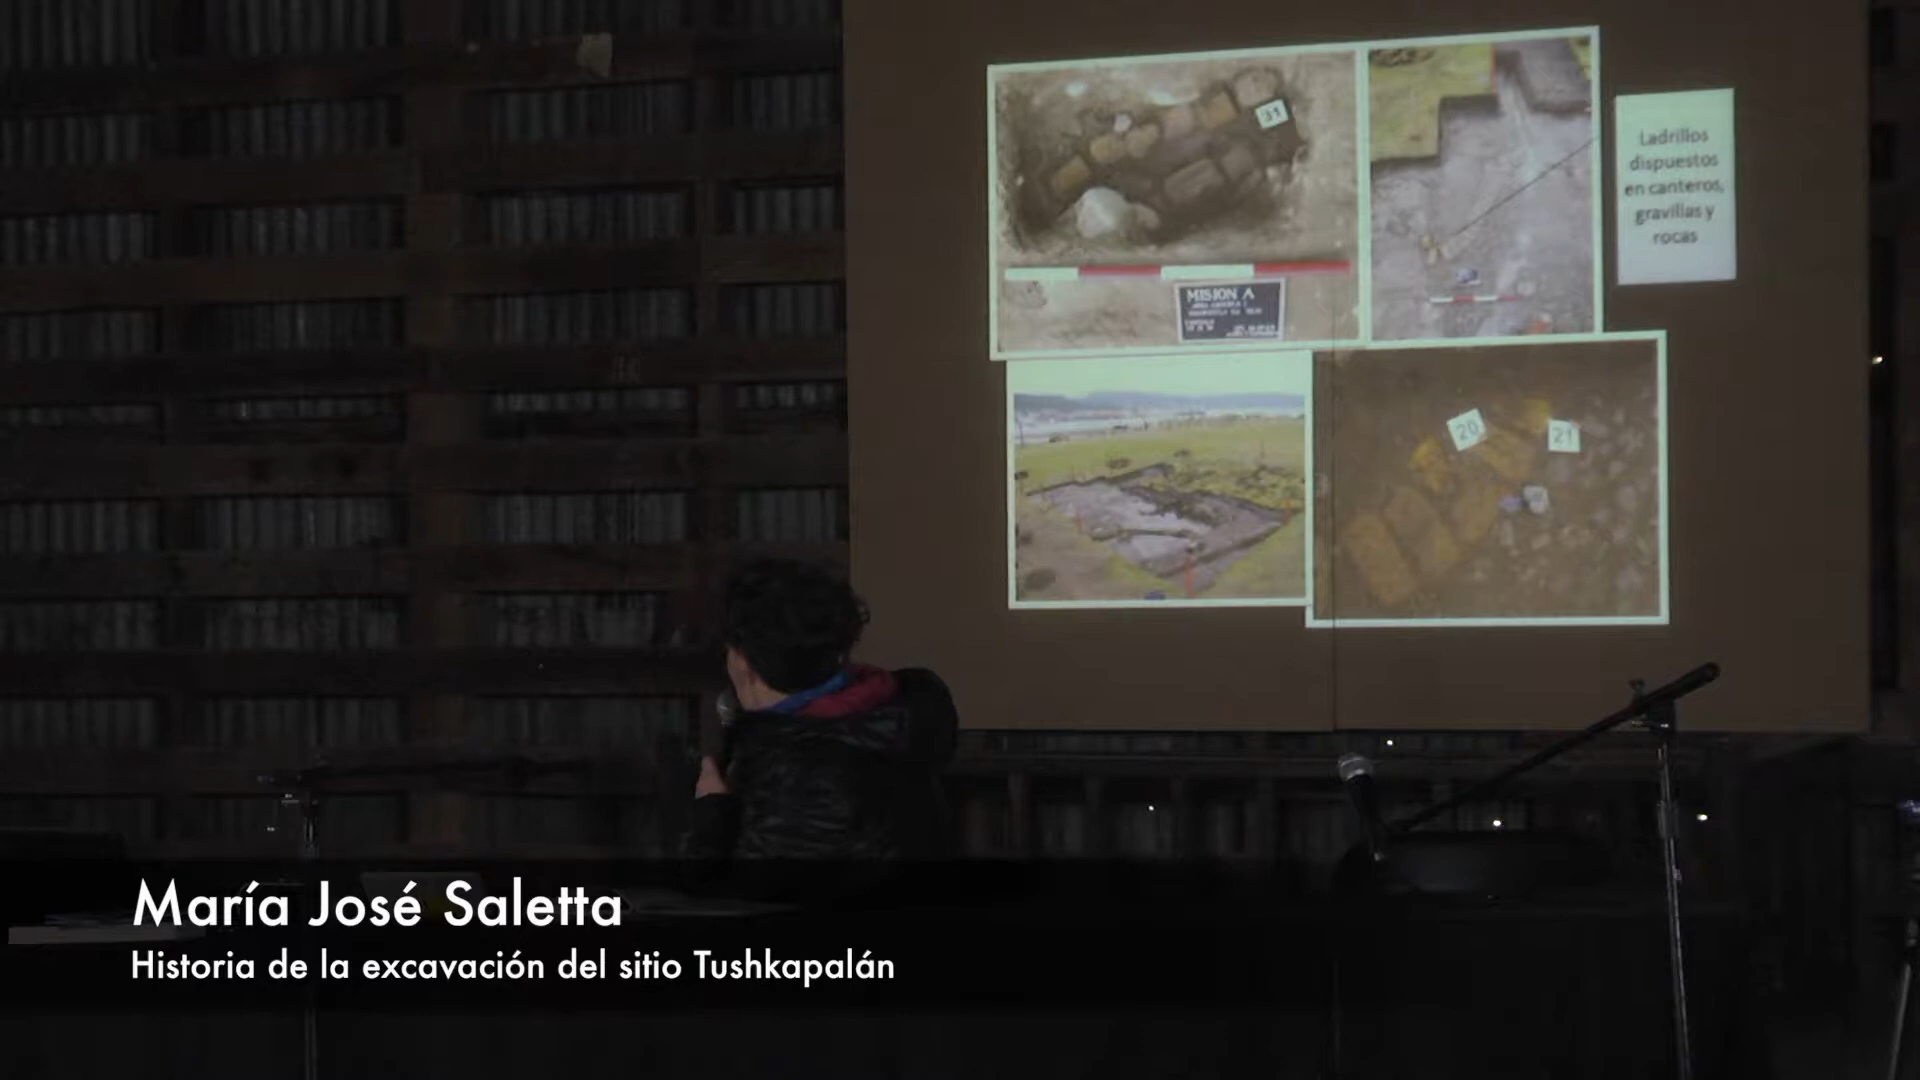 31
MISION A
20
21
Ladrillos
dispuestos
en canteros,
gravillas y
rocas
María José Saletta
Historia de la excavación del sitio Tushkapalán